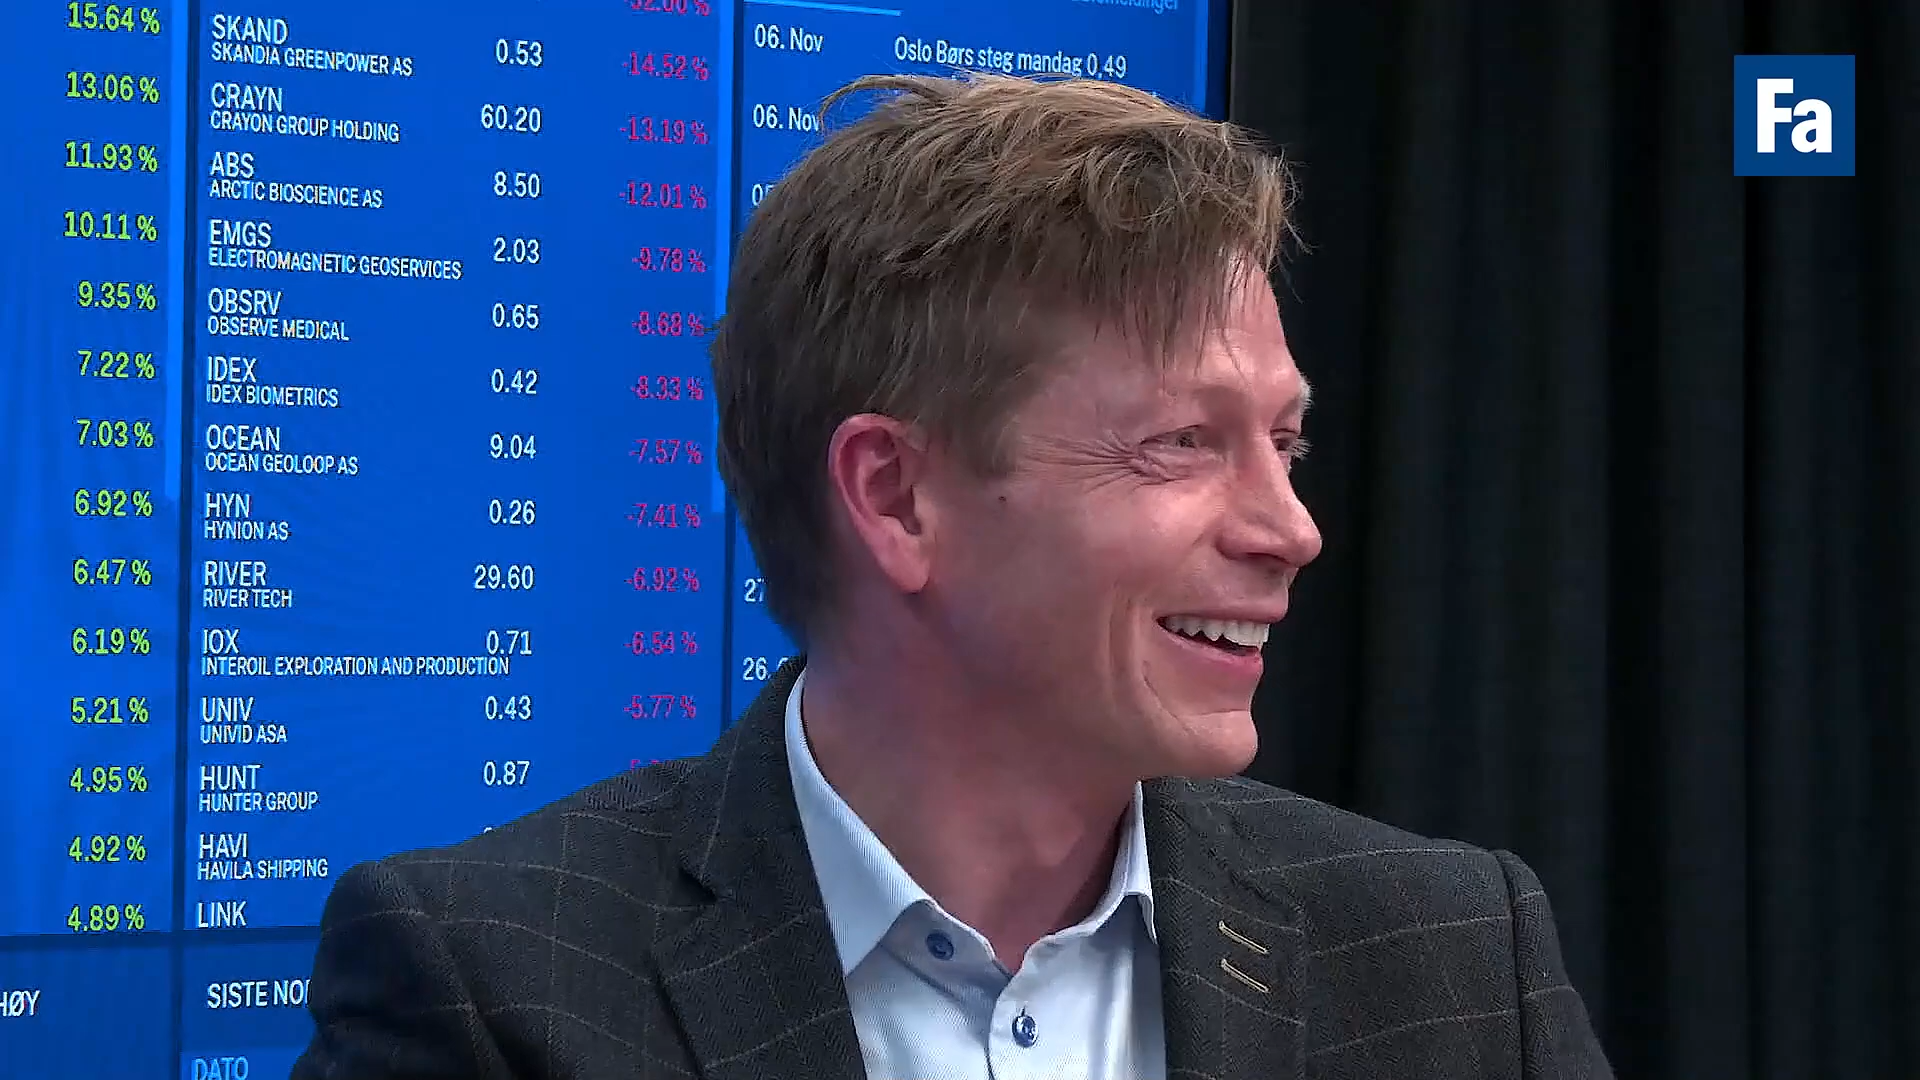 15.64 %
13.06 %
11.93 %
10.11 %
9.35 %
7.22 %
7.03 %
6.92 %
6.47 %
6.19 %
5.21 %
4.95 %
4.92 %
4.89 %
HØY
SKAND 0.53 -14.52 %
SKANDIA GREENPOWER AS
CRAYN 60.20 -13.19 %
CRAYON GROUP HOLDING
ABS 8.50 -12.01 %
ARCTIC BIOSCIENCE AS
EMGS 2.03 -9.78 %
ELECTROMAGNETIC GEOSERVICES
OBSRV 0.65 -8.68 %
OBSERVE MEDICAL
IDEX 0.42 -8.33 %
IDEX BIOMETRICS
OCEAN 9.04 -7.57 %
OCEAN GEOLOOP AS
HYN 0.26 -7.41 %
HYNION AS
RIVER 29.60 -6.92 %
RIVER TECH
IOX 0.71 -6.54 %
INTEROIL EXPLORATION AND PRODUCTION
UNIV 0.43 -5.77 %
UNIVID ASA
HUNT 0.87
HUNTER GROUP
HAVI
HAVILA SHIPPING
LINK
SISTE NO
DATO
06. Nov Oslo Børs steg mandag 0,49
06. Nov
27
26.
Fa